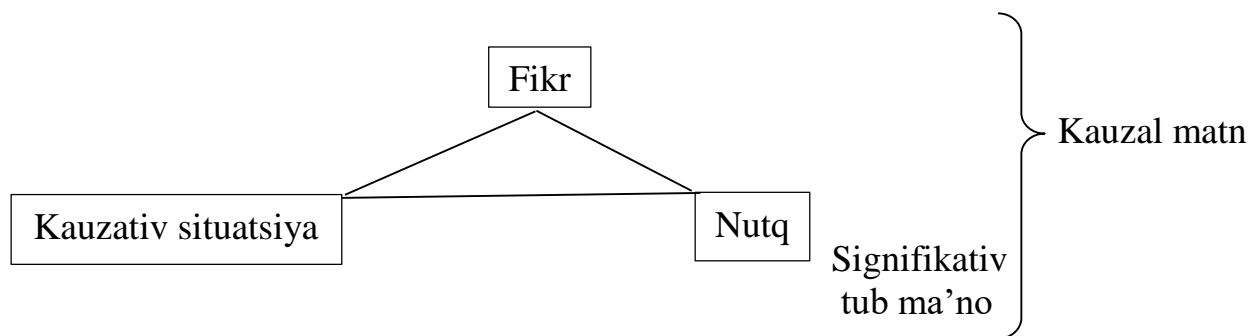 Fikr
Kauzal matn
Kauzativ situatsiya
Nutq
Signifikativ
tub ma’no